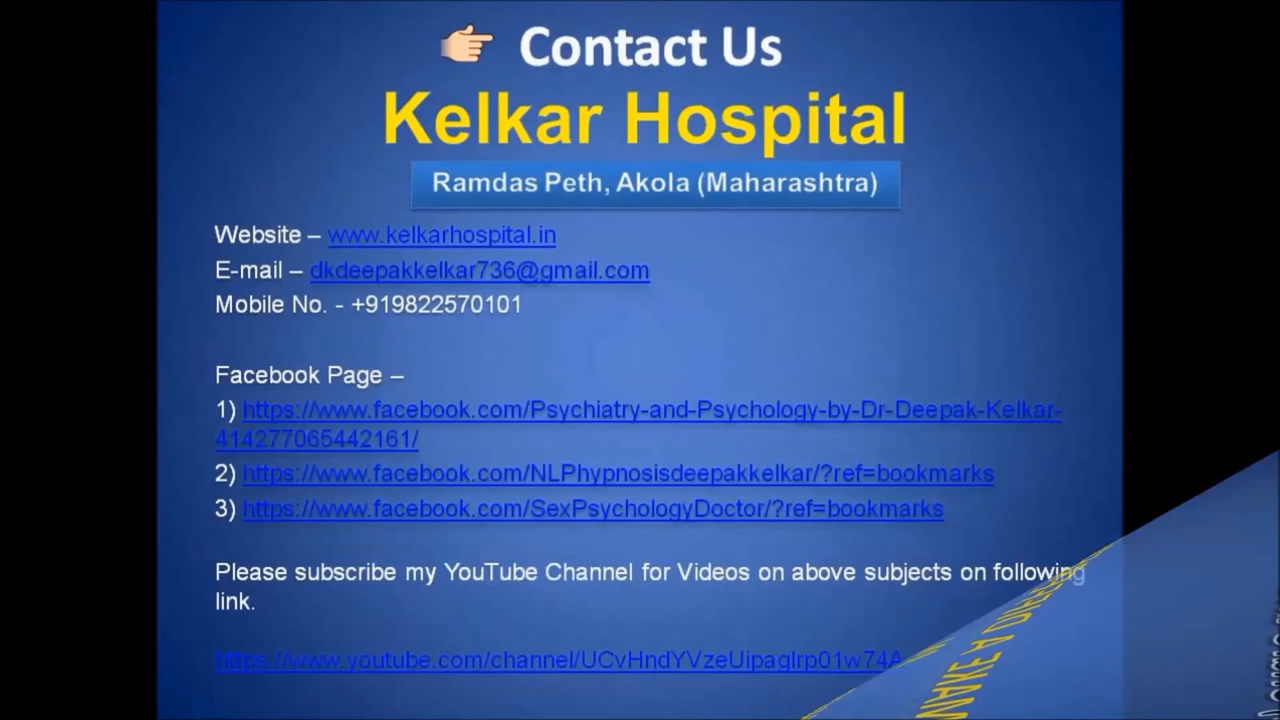 Contact Us
Kelkar Hospital
Ramdas Peth, Akola (Maharashtra)
Website – www.kelkarhospital.in
E-mail – dkdeepakkelkar736@gmail.com
Mobile No. - +919822570101
Facebook Page –
1) https://www.facebook.com/Psychiatry-and-Psychology-by-Dr-Deepak-Kelkar-
414277065442161/
2) https://www.facebook.com/NLPhypnosisdeepakkelkar/?ref=bookmarks
3) https://www.facebook.com/SexPsychologyDoctor/?ref=bookmarks
Please subscribe my YouTube Channel for Videos on above subjects on following
link.
https://www.youtube.com/channel/UCvHndYVzeUipaglrp01w74A